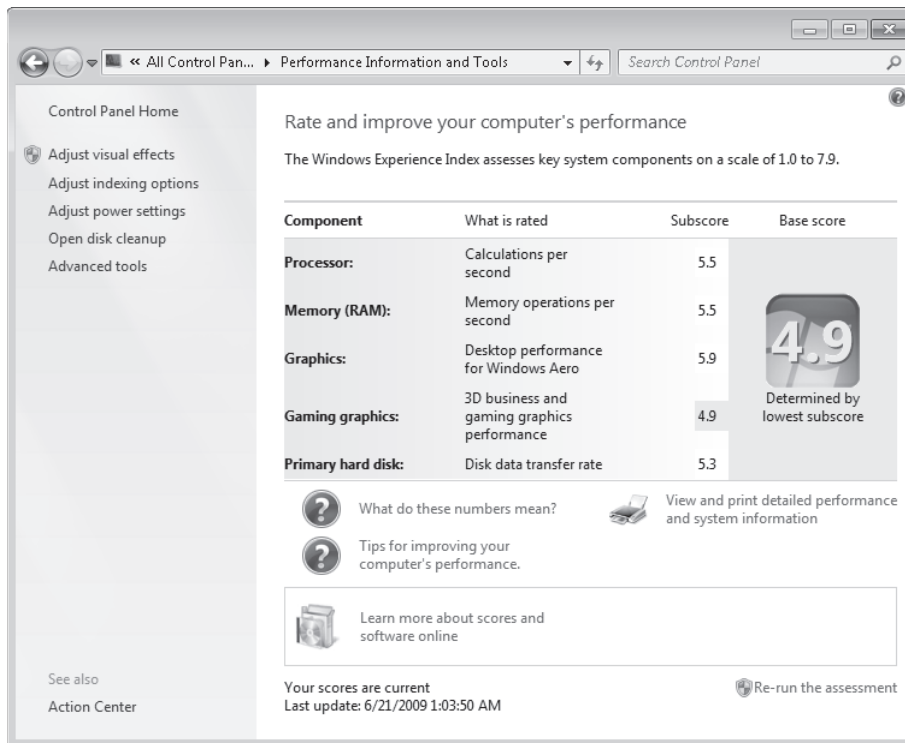 « All Control Pan... ▸ Performance Information and Tools
Search Control Panel
Control Panel Home
Adjust visual effects
Adjust indexing options
Adjust power settings
Open disk cleanup
Advanced tools
See also
Action Center
Rate and improve your computer's performance
The Windows Experience Index assesses key system components on a scale of 1.0 to 7.9.
Component What is rated Subscore Base score
Processor: Calculations per
second 5.5
Memory (RAM): Memory operations per
second 5.5
Graphics: Desktop performance
for Windows Aero 5.9
Gaming graphics: 3D business and
gaming graphics
performance 4.9
Primary hard disk: Disk data transfer rate 5.3
4.9
Determined by
lowest subscore
What do these numbers mean?
View and print detailed performance
and system information
Tips for improving your
computer's performance.
Learn more about scores and
software online
Your scores are current
Last update: 6/21/2009 1:03:50 AM
Re-run the assessment